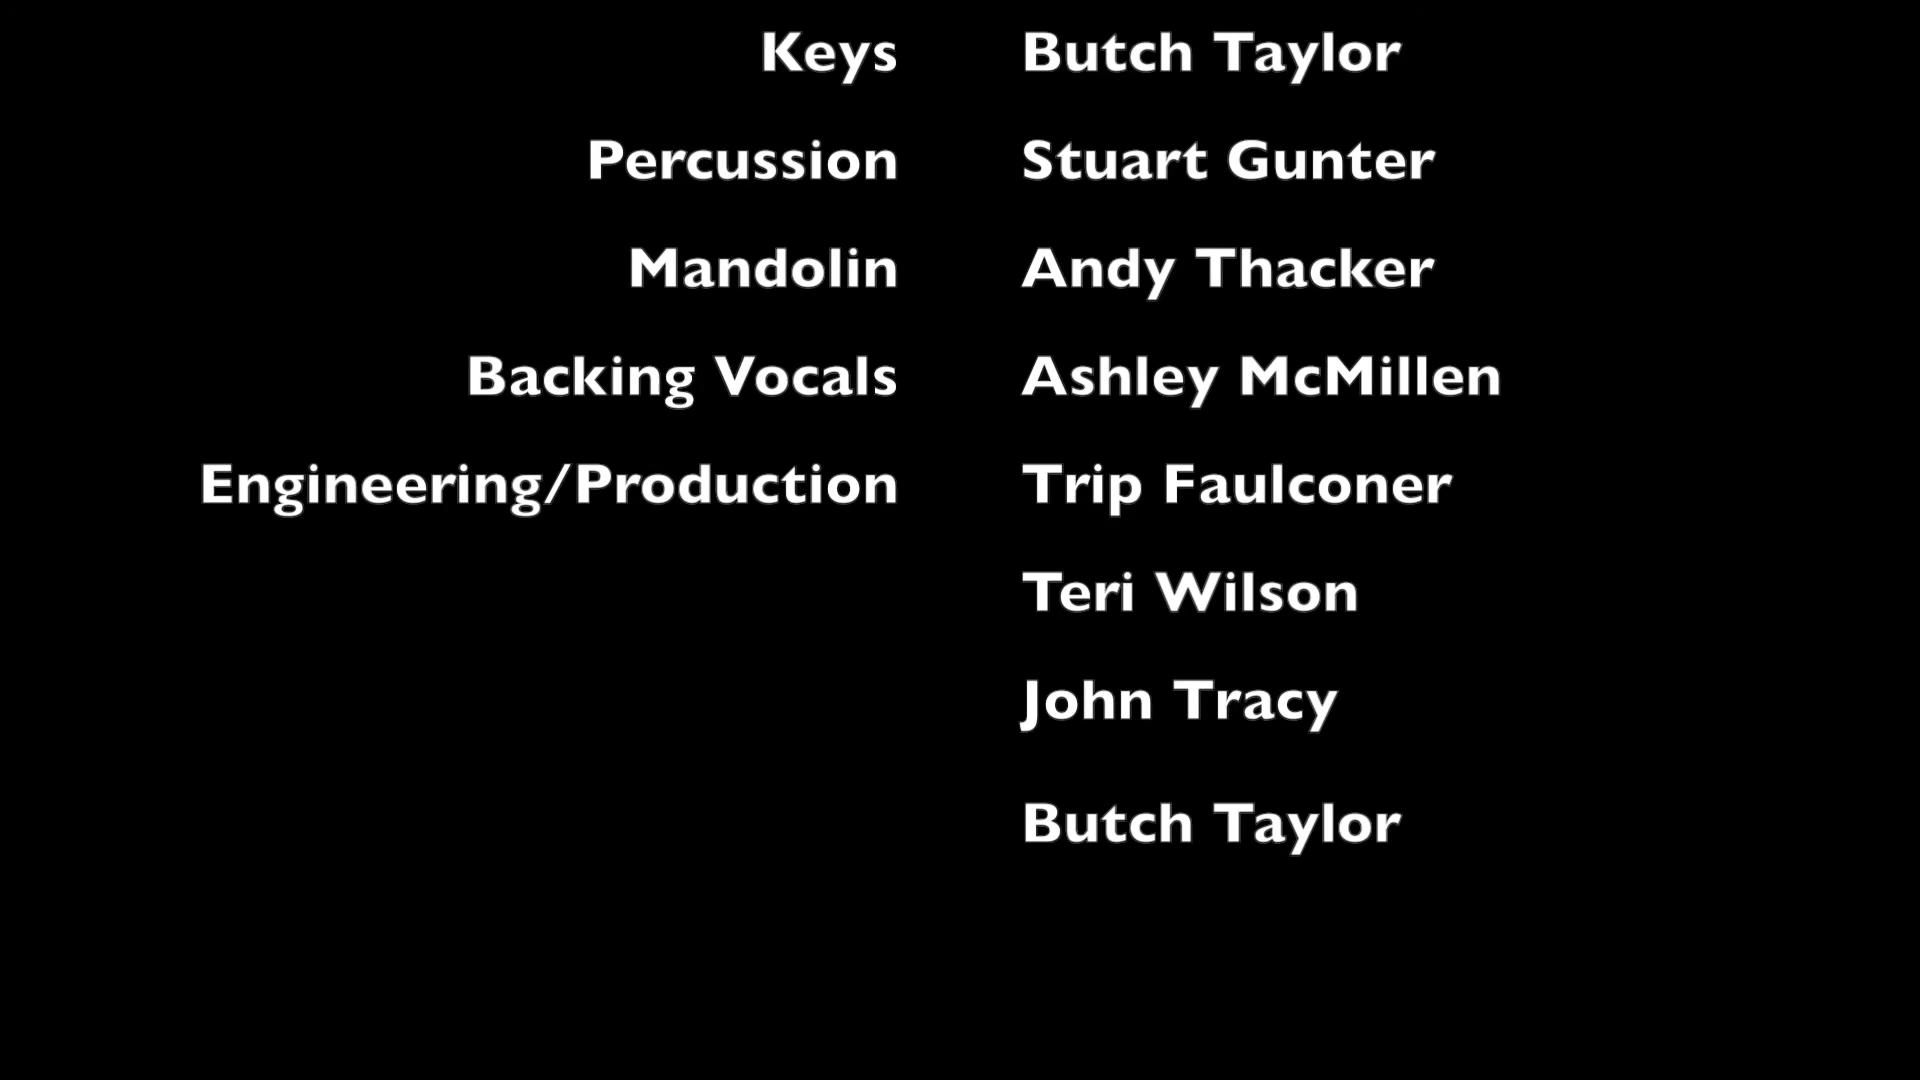 Keys Butch Taylor
Percussion Stuart Gunter
Mandolin Andy Thacker
Backing Vocals Ashley McMillen
Engineering/Production Trip Faulconer
Teri Wilson
John Tracy
Butch Taylor